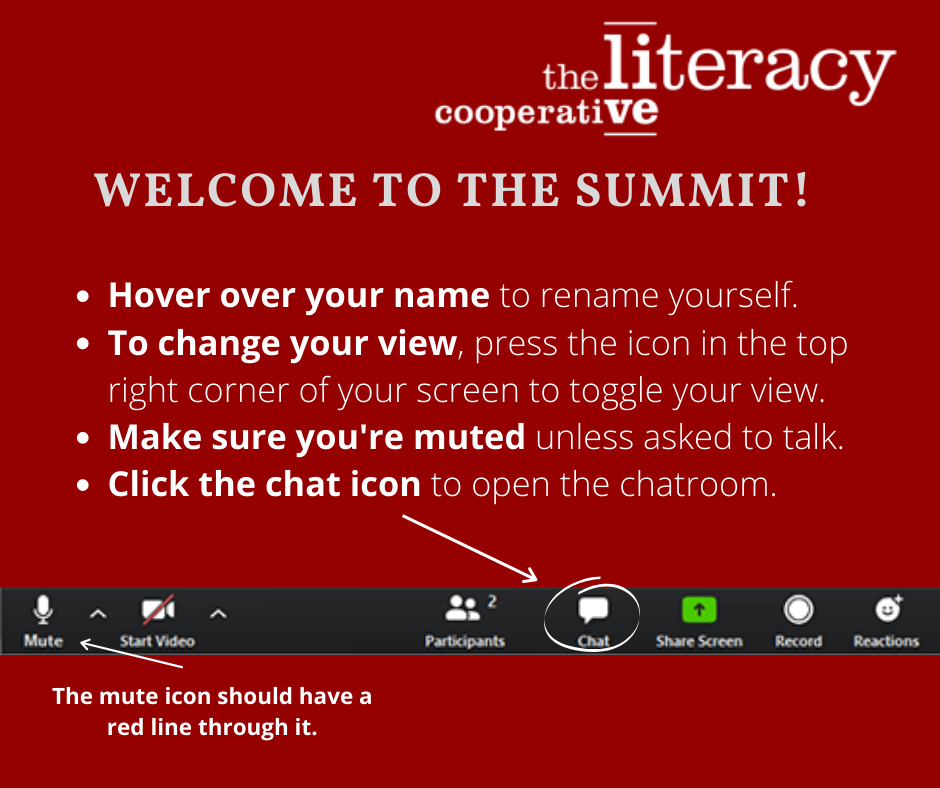 the literacy
cooperative
WELCOME TO THE SUMMIT!
• Hover over your name to rename yourself.
• To change your view, press the icon in the top
right corner of your screen to toggle your view.
• Make sure you're muted unless asked to talk.
• Click the chat icon to open the chatroom.
2
Mute Start Video Participants Chat Share Screen Record Reactions
The mute icon should have a
red line through it.